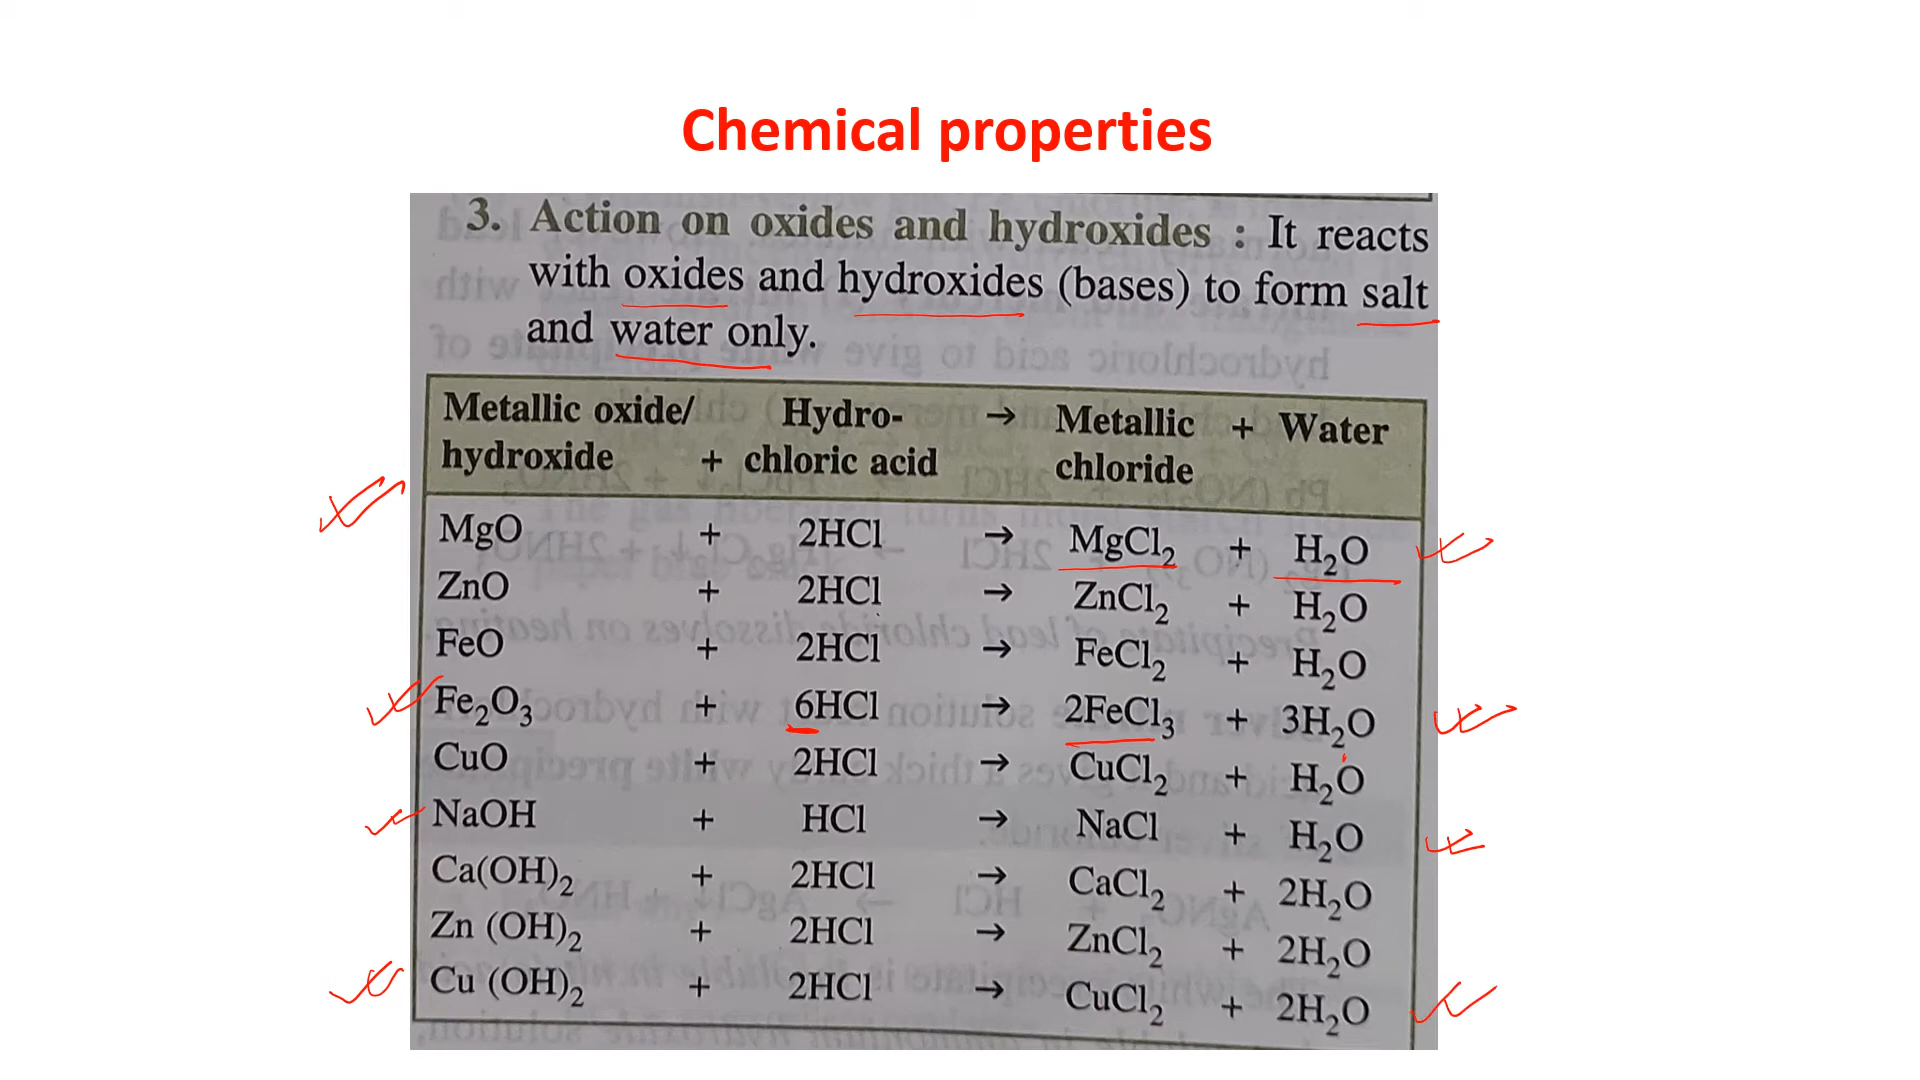 Chemical properties
3. Action on oxides and hydroxides : It reacts
with oxides and hydroxides (bases) to form salt
and water only.
Metallic oxide/ Hydro- → Metallic + Water
hydroxide + chloric acid chloride
MgO + 2HCl → MgCl₂ + H₂O
ZnO + 2HCl → ZnCl₂ + H₂O
FeO + 2HCl → FeCl₂ + H₂O
Fe₂O₃ + 6HCl → 2FeCl₃ + 3H₂O
CuO + 2HCl → CuCl₂ + H₂O
NaOH + HCl → NaCl + H₂O
Ca(OH)₂ + 2HCl → CaCl₂ + 2H₂O
Zn (OH)₂ + 2HCl → ZnCl₂ + 2H₂O
Cu (OH)₂ + 2HCl → CuCl₂ + 2H₂O